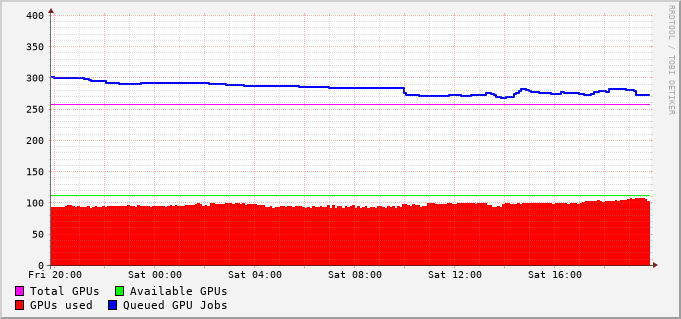 400
350
300
250
200
150
100
50
0
Fri 20:00 Sat 00:00 Sat 04:00 Sat 08:00 Sat 12:00 Sat 16:00
Total GPUs Available GPUs
GPUs used Queued GPU Jobs
RRDTOOL / TOBI OETIKER